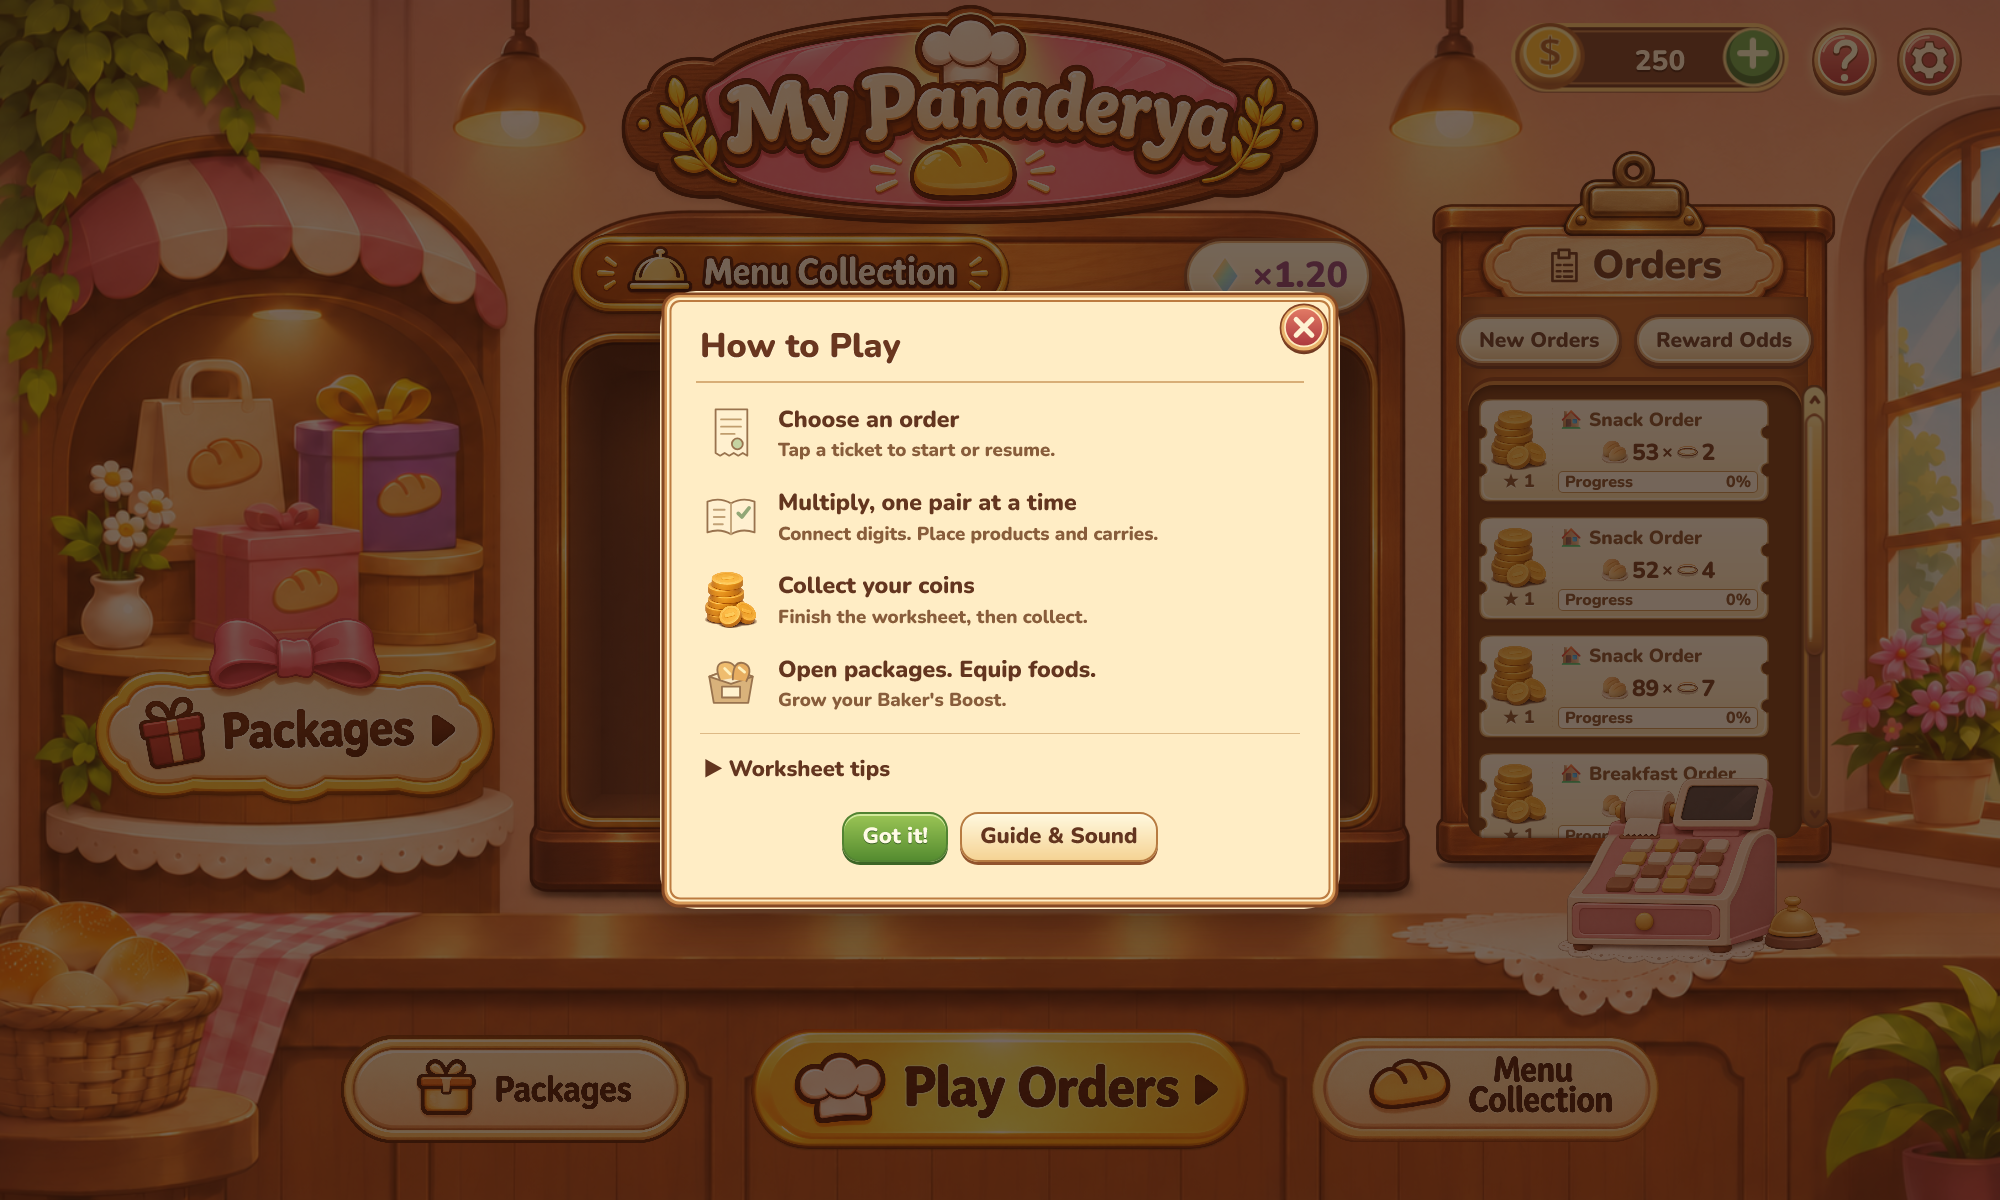 My Panaderya
$ 250 +
?
Menu Collection
×1.20
Orders
New Orders
Reward Odds
Snack Order
53 × 2
★ 1
Progress 0%
Snack Order
52 × 4
★ 1
Progress 0%
Snack Order
89 × 7
★ 1
Progress 0%
Breakfast Order
★ 1
How to Play
Choose an order
Tap a ticket to start or resume.
Multiply, one pair at a time
Connect digits. Place products and carries.
Collect your coins
Finish the worksheet, then collect.
Open packages. Equip foods.
Grow your Baker's Boost.
▶ Worksheet tips
Got it!
Guide & Sound
Packages ▶
Packages
Play Orders ▶
Menu
Collection